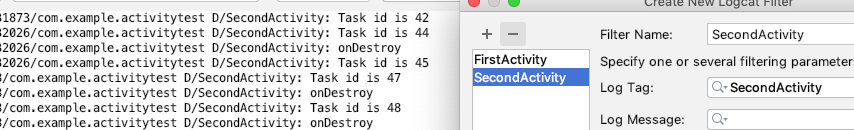 Create New Logcat Filter
31873/com.example.activitytest D/SecondActivity: Task id is 42
32026/com.example.activitytest D/SecondActivity: Task id is 44
32026/com.example.activitytest D/SecondActivity: onDestroy
32026/com.example.activitytest D/SecondActivity: Task id is 45
3/com.example.activitytest D/SecondActivity: Task id is 47
3/com.example.activitytest D/SecondActivity: onDestroy
3/com.example.activitytest D/SecondActivity: Task id is 48
3/com.example.activitytest D/SecondActivity: onDestroy
FirstActivity
SecondActivity
Filter Name: SecondActivity
Specify one or several filtering parameters
Log Tag: SecondActivity
Log Message: